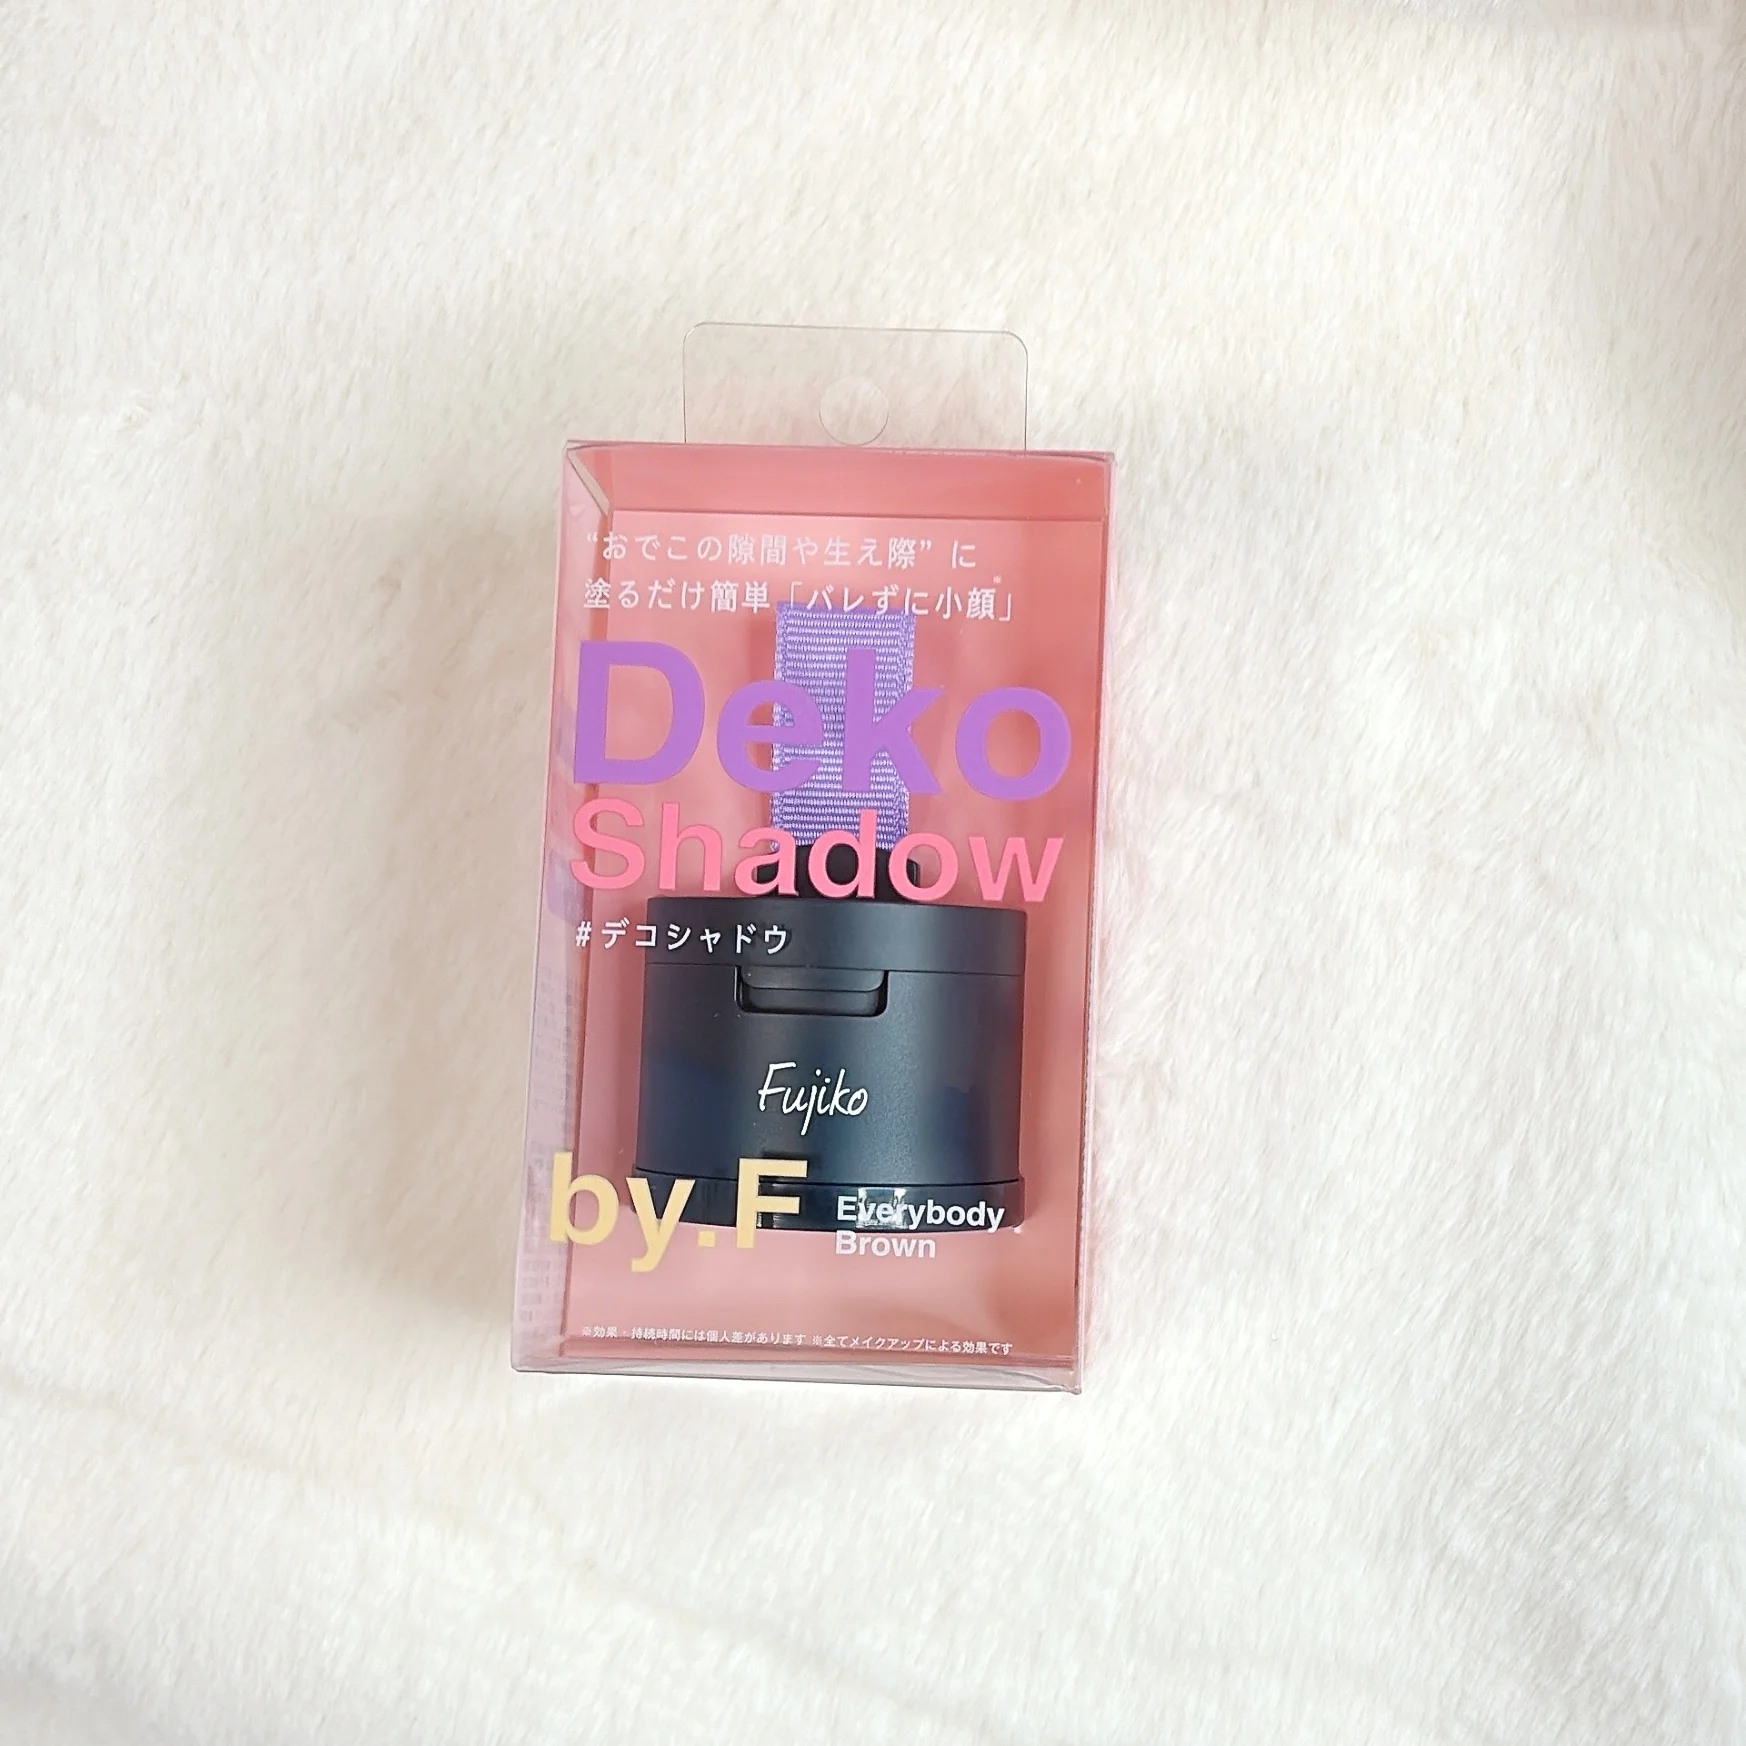 “おでこの隙間や生え際”に
塗るだけ簡単「バレずに小顔※」
Deko
Shadow
#デコシャドウ
Fujiko
by.F
Everybody
Brown
※効果・持続時間には個人差があります ※全てメイクアップによる効果です